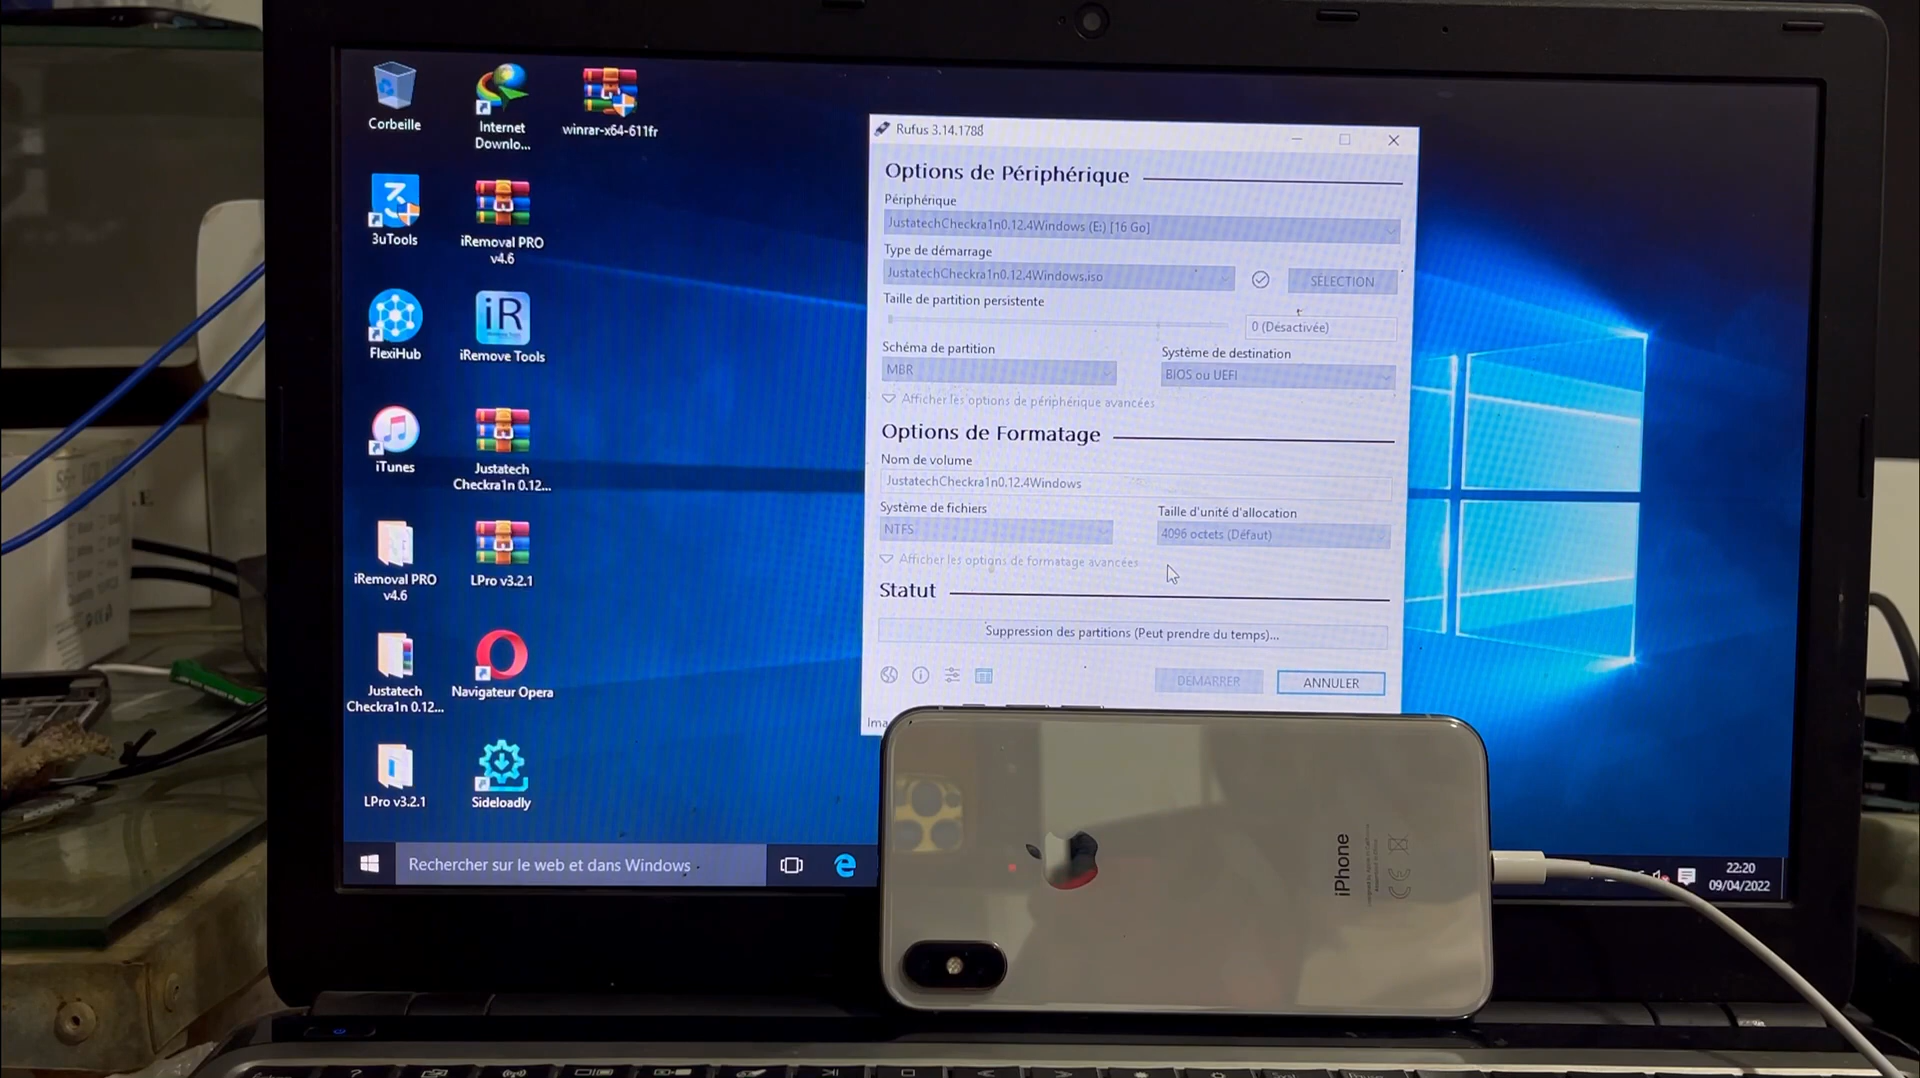 Corbeille
Internet
Downlo...
winrar-x64-611fr
3uTools
iRemoval PRO
v4.6
FlexiHub
iR
iRemove Tools
iTunes
Justatech
Checkra1n 0.12...
iRemoval PRO
v4.6
LPro v3.2.1
Justatech
Checkra1n 0.12...
Navigateur Opera
LPro v3.2.1
Sideloadly
Rechercher sur le web et dans Windows
Rufus 3.14.1788
Options de Périphérique
Périphérique
JustatechCheckra1n0.12.4Windows (E:) [16 Go]
Type de démarrage
JustatechCheckra1n0.12.4Windows.iso
SÉLECTION
Taille de partition persistente
0 (Désactivée)
Schéma de partition
Système de destination
MBR
BIOS ou UEFI
Afficher les options de périphérique avancées
Options de Formatage
Nom de volume
JustatechCheckra1n0.12.4Windows
Système de fichiers
Taille d'unité d'allocation
NTFS
4096 octets (Défaut)
Afficher les options de formatage avancées
Statut
Suppression des partitions (Peut prendre du temps)...
DÉMARRER
ANNULER
Ima
iPhone
22:20
09/04/2022